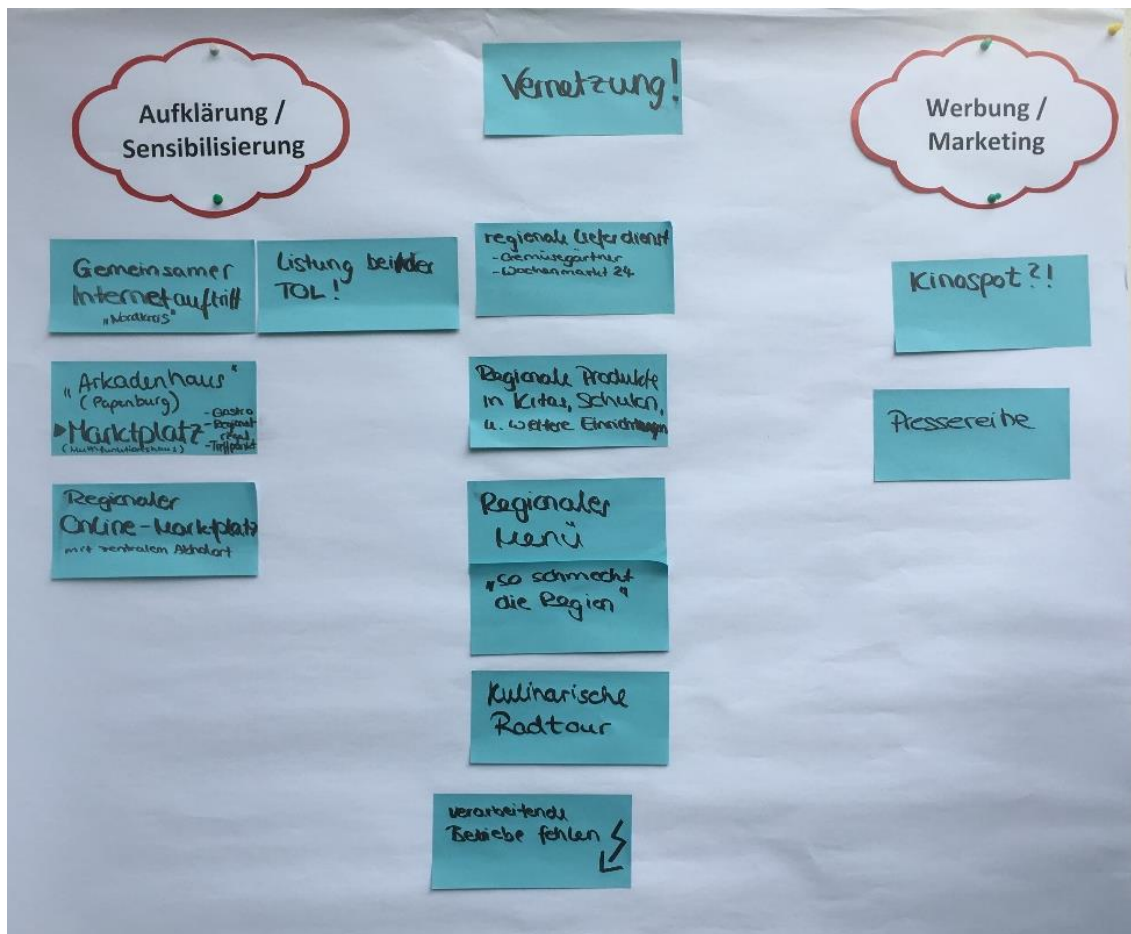 Aufklärung /
Sensibilisierung
Vernetzung!
Werbung /
Marketing
Gemeinsamer
Internetauftritt
"Nordkreis"
Listung bei der
TOL!
regionale Lieferdienst
- Gemüsegärtner
- Wochenmarkt 24
Kinospot?!
"Arkadenhaus"
(Papenburg)
Marktplatz
(Multifunktionshaus)
- Gastro
- Regional
regal
- Treffpunkt
Regionale Produkte
in Kitas, Schulen,
u. weitere Einrichtungen
Pressereihe
Regionaler
Online-Marktplatz
mit zentralem Abholort
Regionales
Menü
"so schmeckt
die Region"
Kulinarische
Radtour
verarbeitende
Betriebe fehlen